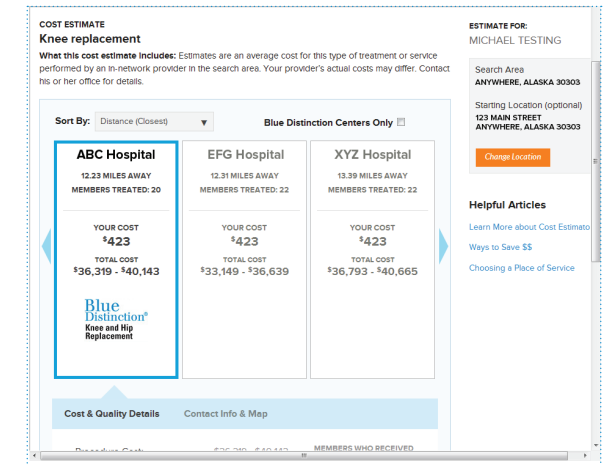 COST ESTIMATE
Knee replacement
What this cost estimate includes: Estimates are an average cost for this type of treatment or service
performed by an in-network provider in the search area. Your provider's actual costs may differ. Contact
his or her office for details.
Sort By: Distance (Closest)
Blue Distinction Centers Only
ABC Hospital
12.23 MILES AWAY
MEMBERS TREATED: 20
YOUR COST
$423
TOTAL COST
$36,319 - $40,143
Blue
Distinction®
Knee and Hip
Replacement
EFG Hospital
12.31 MILES AWAY
MEMBERS TREATED: 22
YOUR COST
$423
TOTAL COST
$33,149 - $36,639
XYZ Hospital
13.39 MILES AWAY
MEMBERS TREATED: 22
YOUR COST
$423
TOTAL COST
$36,793 - $40,665
Cost & Quality Details
Contact Info & Map
MEMBERS WHO RECEIVED
ESTIMATE FOR:
MICHAEL TESTING
Search Area
ANYWHERE, ALASKA 30303
Starting Location (optional)
123 MAIN STREET
ANYWHERE, ALASKA 30303
Change Location
Helpful Articles
Learn More about Cost Estimato
Ways to Save $$
Choosing a Place of Service